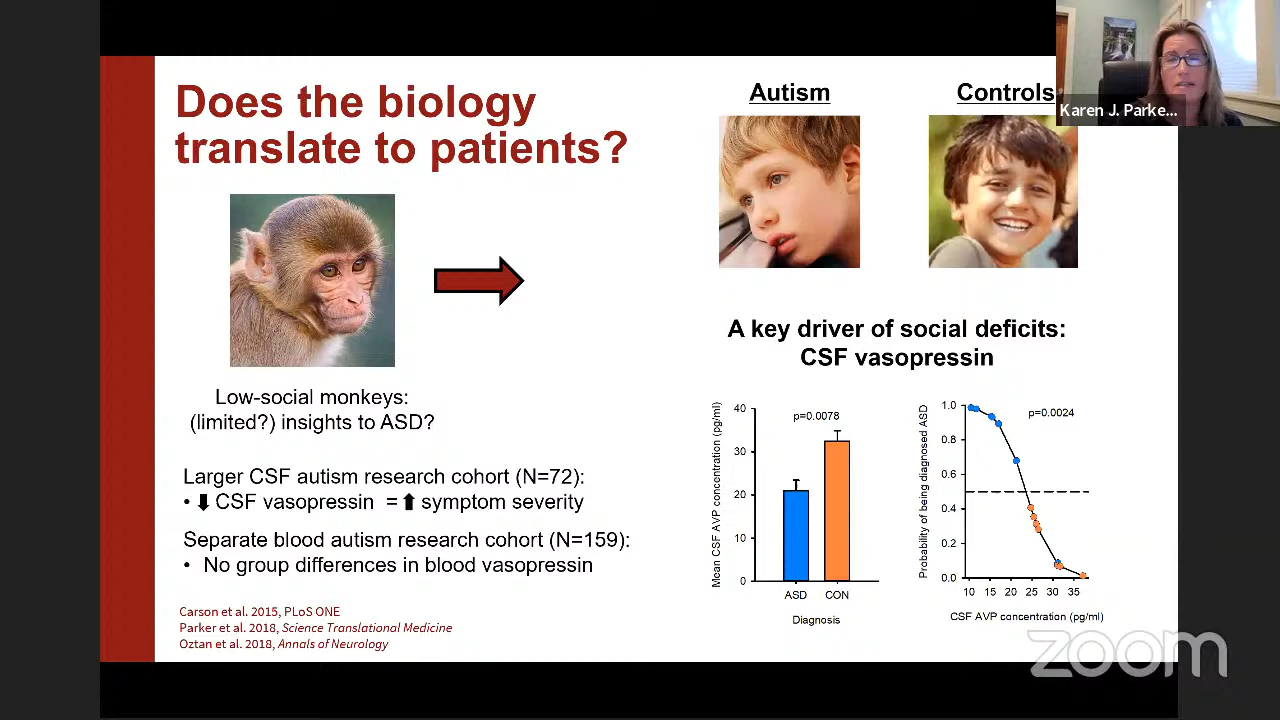 Does the biology
translate to patients?
Low-social monkeys:
(limited?) insights to ASD?
Larger CSF autism research cohort (N=72):
• ⬇ CSF vasopressin = ⬆ symptom severity
Separate blood autism research cohort (N=159):
• No group differences in blood vasopressin
Carson et al. 2015, PLoS ONE
Parker et al. 2018, Science Translational Medicine
Oztan et al. 2018, Annals of Neurology
Autism
Controls
Karen J. Parke...
A key driver of social deficits:
CSF vasopressin
Mean CSF AVP concentration (pg/ml)
40
30
20
10
0
p=0.0078
ASD CON
Diagnosis
Probability of being diagnosed ASD
1.0
0.8
0.6
0.4
0.2
0.0
p=0.0024
10 15 20 25 30 35
CSF AVP concentration (pg/ml)
zoom